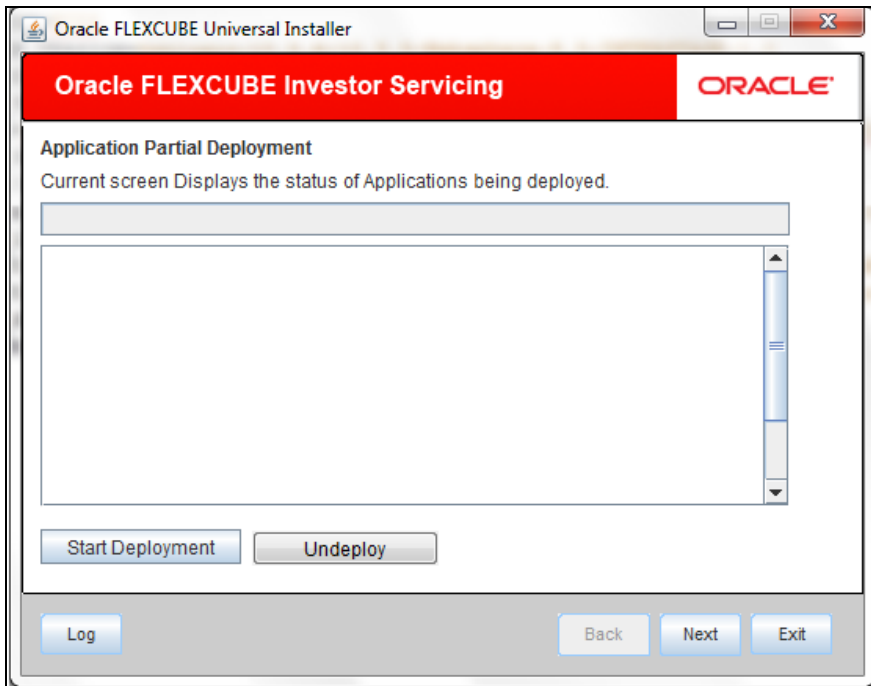 Oracle FLEXCUBE Universal Installer
Oracle FLEXCUBE Investor Servicing
ORACLE
Application Partial Deployment
Current screen Displays the status of Applications being deployed.
Start Deployment Undeploy
Log Back Next Exit